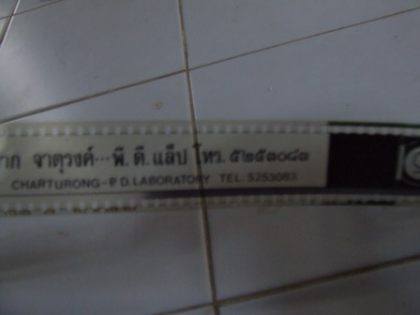 จาตุรงค์...พี. ดี. แล็ป โทร. ๕๒๕๓๐๘๓
CHARTURONG-P.D. LABORATORY TEL. 5253083